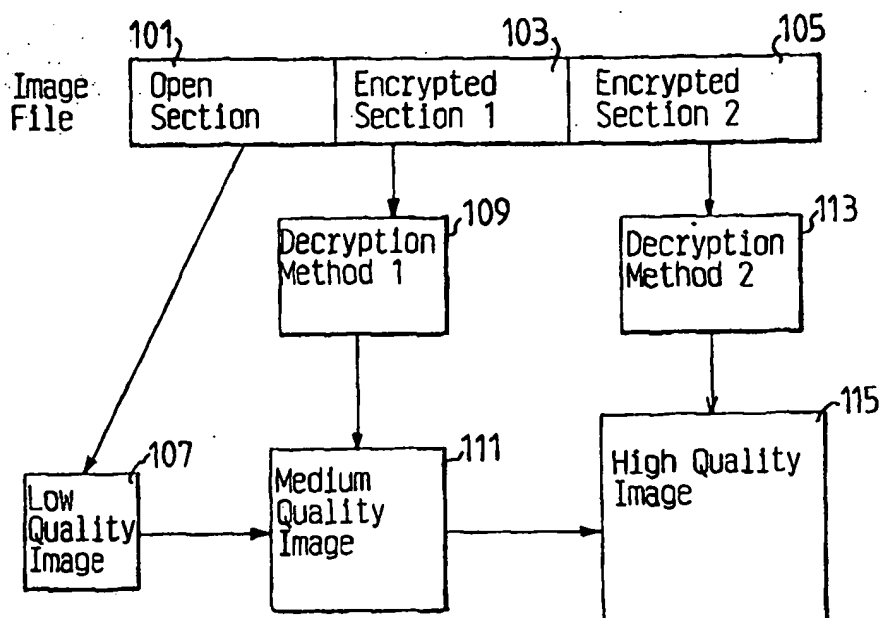 101
103
105
Image
File
Open
Section
Encrypted
Section 1
Encrypted
Section 2
109
Decryption
Method 1
113
Decryption
Method 2
107
Low
Quality
Image
111
Medium
Quality
Image
115
High Quality
Image